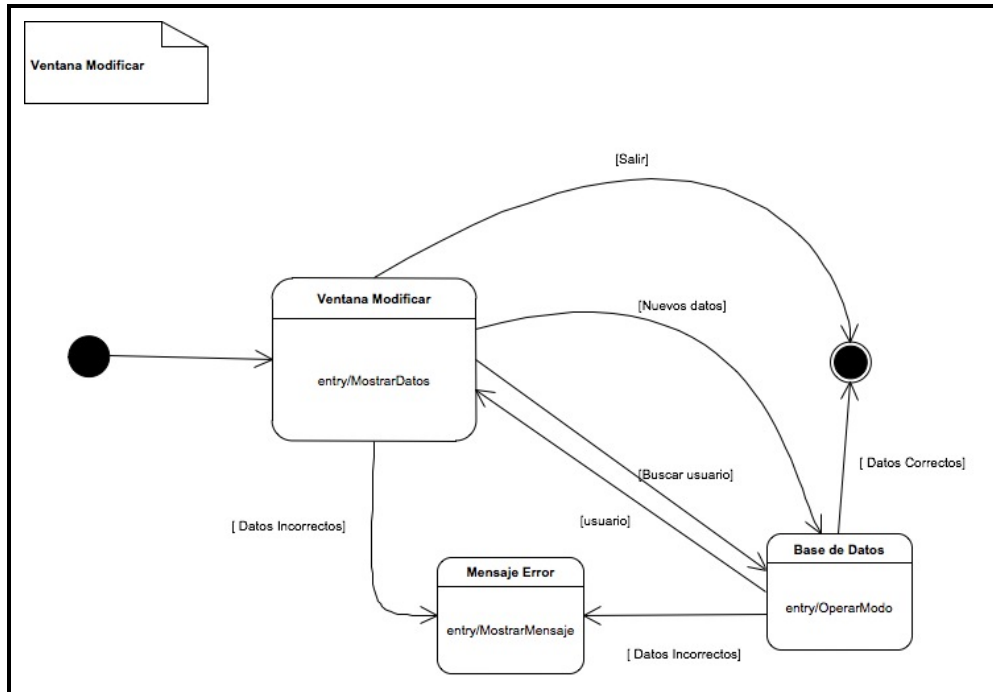 Ventana Modificar
[Salir]
Ventana Modificar
[Nuevos datos]
entry/MostrarDatos
[ Datos Correctos]
[Buscar usuario]
[usuario]
[ Datos Incorrectos]
Base de Datos
Mensaje Error
entry/OperarModo
entry/MostrarMensaje
[ Datos Incorrectos]